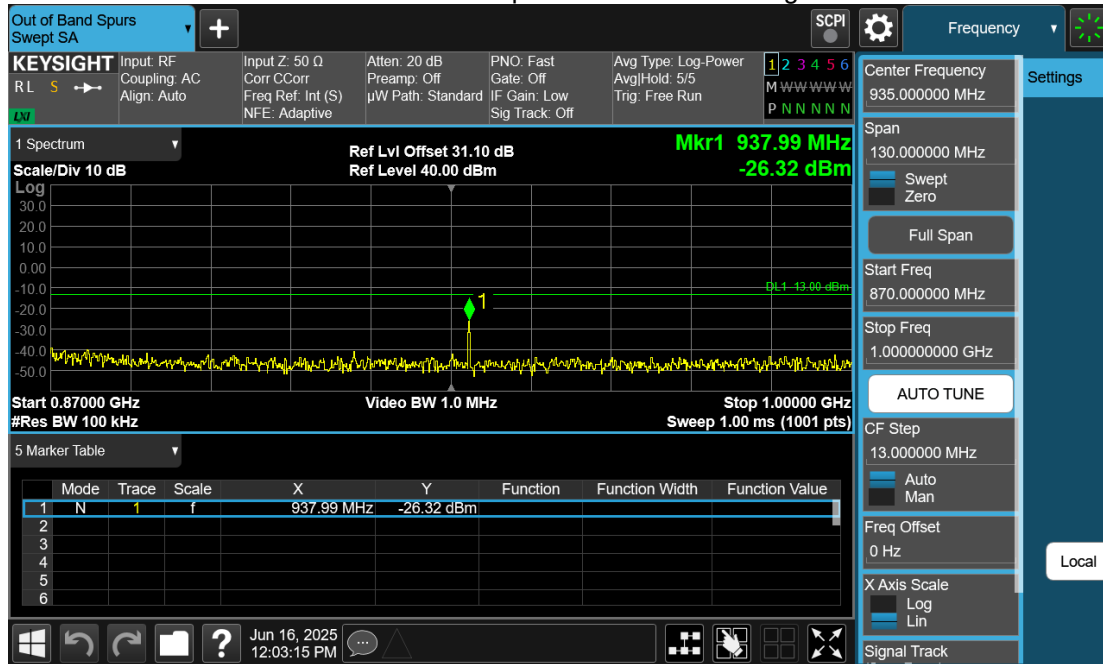 Out of Band Spurs
Swept SA
SCPI
Frequency
KEYSIGHT
RL S
LXI
Input: RF
Coupling: AC
Align: Auto
Input Z: 50 Ω
Corr CCorr
Freq Ref: Int (S)
NFE: Adaptive
Atten: 20 dB
Preamp: Off
µW Path: Standard
PNO: Fast
Gate: Off
IF Gain: Low
Sig Track: Off
Avg Type: Log-Power
Avg|Hold: 5/5
Trig: Free Run
1 2 3 4 5 6
M W W W W W
P N N N N N
1 Spectrum
Scale/Div 10 dB
Ref Lvl Offset 31.10 dB
Ref Level 40.00 dBm
Mkr1 937.99 MHz
-26.32 dBm
Log
30.0
20.0
10.0
0.00
-10.0
-20.0
-30.0
-40.0
-50.0
DL1 -13.00 dBm
1
Start 0.87000 GHz
#Res BW 100 kHz
Video BW 1.0 MHz
Stop 1.00000 GHz
Sweep 1.00 ms (1001 pts)
5 Marker Table
Mode Trace Scale X Y Function Function Width Function Value
1 N 1 f 937.99 MHz -26.32 dBm
2
3
4
5
6
Jun 16, 2025
12:03:15 PM
?
Center Frequency
935.000000 MHz
Settings
Span
130.000000 MHz
Swept
Zero
Full Span
Start Freq
870.000000 MHz
Stop Freq
1.000000000 GHz
AUTO TUNE
CF Step
13.000000 MHz
Auto
Man
Freq Offset
0 Hz
Local
X Axis Scale
Log
Lin
Signal Track